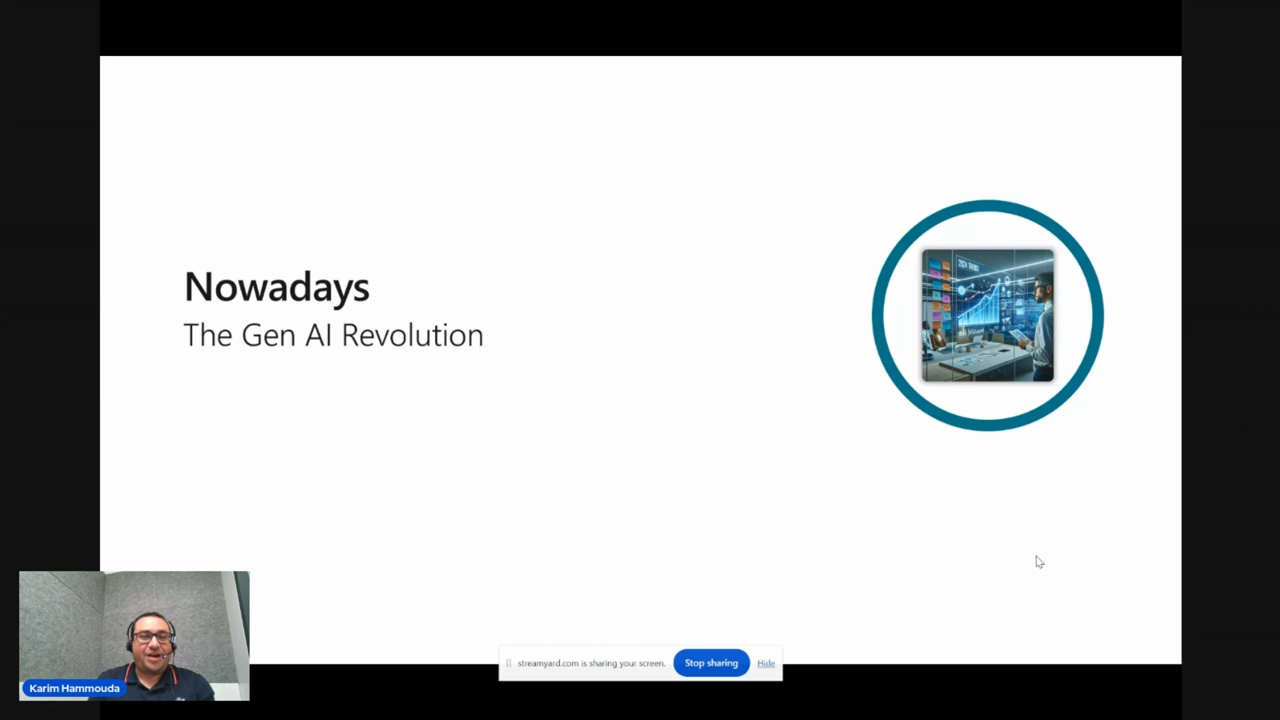 Nowadays
The Gen AI Revolution
streamyard.com is sharing your screen.
Stop sharing
Hide
Karim Hammouda